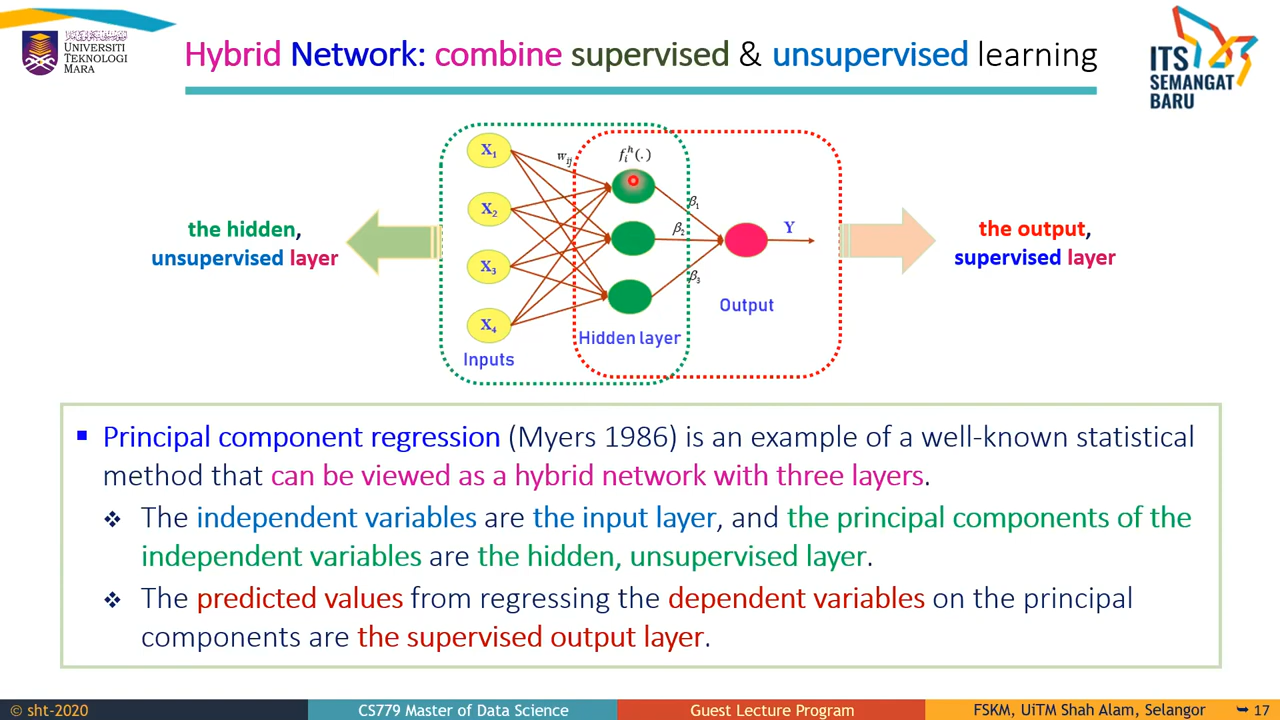 UNIVERSITI
TEKNOLOGI
MARA
Hybrid Network: combine supervised & unsupervised learning
ITS
SEMANGAT
BARU
X1
X2
X3
X4
wij
fih(.)
β1
β2
β3
Y
Inputs
Hidden layer
Output
the hidden,
unsupervised layer
the output,
supervised layer
▪ Principal component regression (Myers 1986) is an example of a well-known statistical
method that can be viewed as a hybrid network with three layers.
❖ The independent variables are the input layer, and the principal components of the
independent variables are the hidden, unsupervised layer.
❖ The predicted values from regressing the dependent variables on the principal
components are the supervised output layer.
© sht-2020
CS779 Master of Data Science
Guest Lecture Program
FSKM, UiTM Shah Alam, Selangor
17